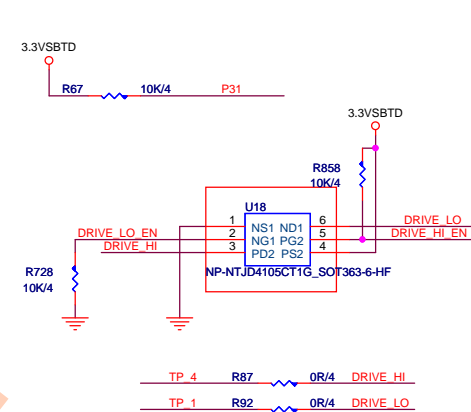 3.3VSBTD
R67 10K/4 P31
3.3VSBTD
R858
10K/4
U18
1 NS1 ND1 6 DRIVE_LO
DRIVE_LO_EN 2 NG1 PG2 5 DRIVE_HI_EN
DRIVE_HI 3 PD2 PS2 4
NP-NTJD4105CT1G_SOT363-6-HF
R728
10K/4
TP_4 R87 0R/4 DRIVE_HI
TP_1 R92 0R/4 DRIVE_LO